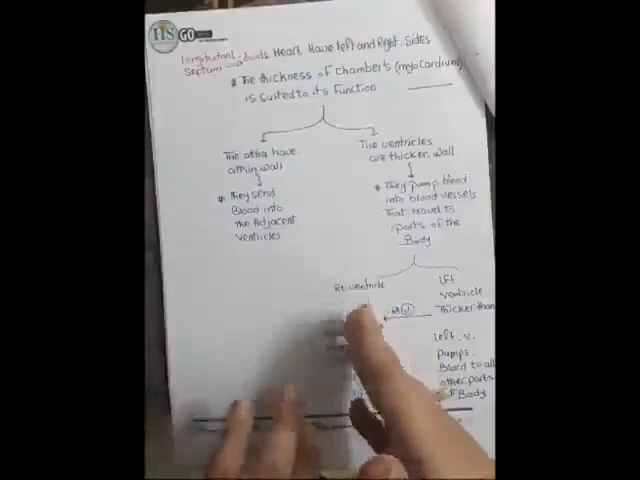 HS GO
Longitudinal divids Heart Have left and Right Sides
Septum
* The thickness of Chambers (myocardium)
is suited to its Function
The atria have
a thin wall
* They send
Blood into
the Adjacent
ventricles
The ventricles
are thicker wall
* They pump blood
into blood vessels
That travel to
parts of the
Body
Rt ventricle
Lft
ventricle
Thicker than
Rt V
Left v.
Pumps
Blood to all
other parts
of Body